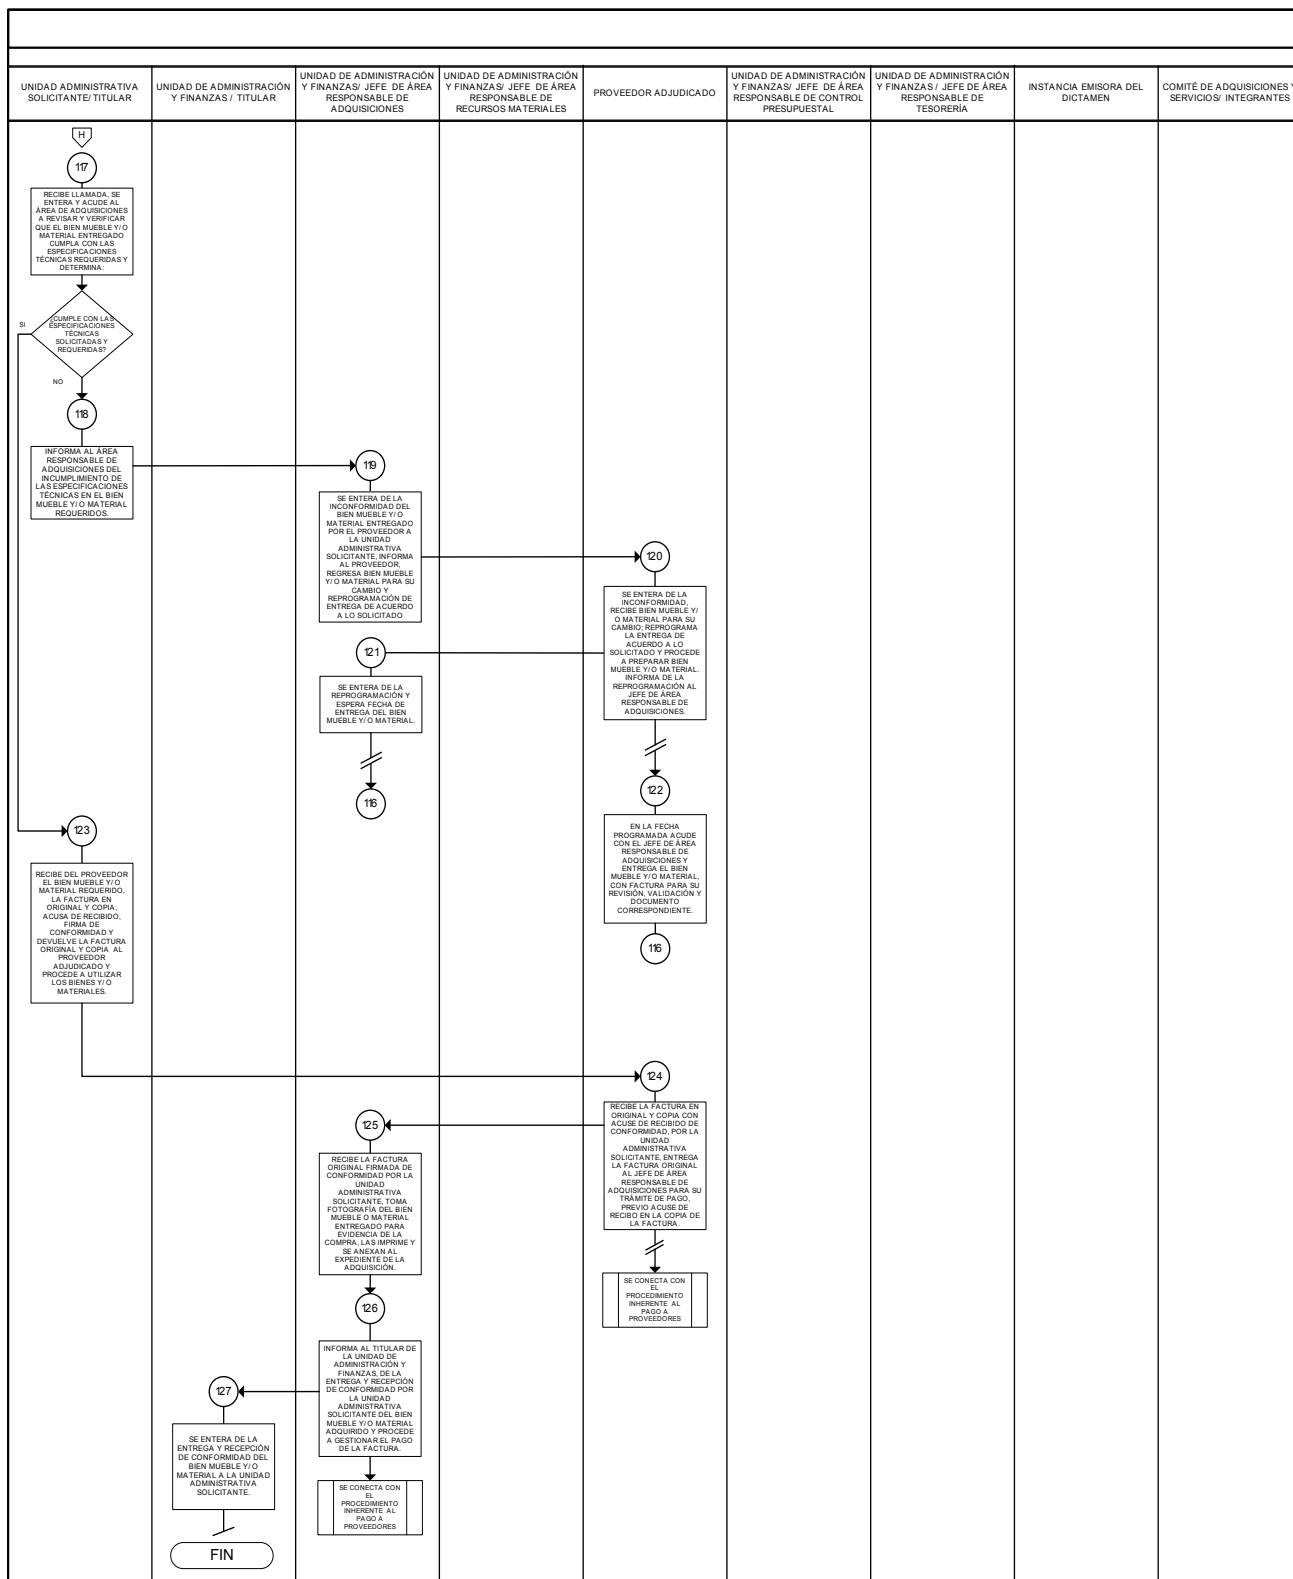 UNIDAD ADMINISTRATIVA
SOLICITANTE/ TITULAR
UNIDAD DE ADMINISTRACIÓN
Y FINANZAS / TITULAR
UNIDAD DE ADMINISTRACIÓN
Y FINANZAS/ JEFE DE ÁREA
RESPONSABLE DE
ADQUISICIONES
UNIDAD DE ADMINISTRACIÓN
Y FINANZAS/ JEFE DE ÁREA
RESPONSABLE DE
RECURSOS MATERIALES
PROVEEDOR ADJUDICADO
UNIDAD DE ADMINISTRACIÓN
Y FINANZAS/ JEFE DE ÁREA
RESPONSABLE DE CONTROL
PRESUPUESTAL
UNIDAD DE ADMINISTRACIÓN
Y FINANZAS / JEFE DE ÁREA
RESPONSABLE DE
TESORERÍA
INSTANCIA EMISORA DEL
DICTAMEN
COMITÉ DE ADQUISICIONES Y
SERVICIOS/ INTEGRANTES
H
117
RECIBE LLAMADA, SE
ENTERA Y ACUDE AL
ÁREA DE ADQUISICIONES
A REVISAR Y VERIFICAR
QUE EL BIEN MUEBLE Y/ O
MATERIAL ENTREGADO
CUMPLA CON LAS
ESPECIFICACIONES
TÉCNICAS REQUERIDAS Y
DETERMINA:
¿CUMPLE CON LAS
ESPECIFICACIONES
TÉCNICAS
SOLICITADAS Y
REQUERIDAS?
SI
NO
118
INFORMA AL ÁREA
RESPONSABLE DE
ADQUISICIONES DEL
INCUMPLIMIENTO DE
LAS ESPECIFICACIONES
TÉCNICAS EN EL BIEN
MUEBLE Y/ O MATERIAL
REQUERIDOS.
119
SE ENTERA DE LA
INCONFORMIDAD DEL
BIEN MUEBLE Y/ O
MATERIAL ENTREGADO
POR EL PROVEEDOR A
LA UNIDAD
ADMINISTRATIVA
SOLICITANTE, INFORMA
AL PROVEEDOR,
REGRESA BIEN MUEBLE
Y/ O MATERIAL PARA SU
CAMBIO Y
REPROGRAMACIÓN DE
ENTREGA DE ACUERDO
A LO SOLICITADO
120
SE ENTERA DE LA
INCONFORMIDAD,
RECIBE BIEN MUEBLE Y/
O MATERIAL PARA SU
CAMBIO; REPROGRAMA
LA ENTREGA DE
ACUERDO A LO
SOLICITADO Y PROCEDE
A PREPARAR BIEN
MUEBLE Y/ O MATERIAL.
INFORMA DE LA
REPROGRAMACIÓN AL
JEFE DE ÁREA
RESPONSABLE DE
ADQUISICIONES.
121
SE ENTERA DE LA
REPROGRAMACIÓN Y
ESPERA FECHA DE
ENTREGA DEL BIEN
MUEBLE Y/ O MATERIAL.
116
122
EN LA FECHA
PROGRAMADA ACUDE
CON EL JEFE DE ÁREA
RESPONSABLE DE
ADQUISICIONES Y
ENTREGA EL BIEN
MUEBLE Y/ O MATERIAL,
CON FACTURA PARA SU
REVISIÓN, VALIDACIÓN Y
DOCUMENTO
CORRESPONDIENTE.
116
123
RECIBE DEL PROVEEDOR
EL BIEN MUEBLE Y/ O
MATERIAL REQUERIDO,
LA FACTURA EN
ORIGINAL Y COPIA,
ACUSA DE RECIBIDO,
FIRMA DE
CONFORMIDAD Y
DEVUELVE LA FACTURA
ORIGINAL Y COPIA AL
PROVEEDOR
ADJUDICADO Y
PROCEDE A UTILIZAR
LOS BIENES Y/ O
MATERIALES.
124
RECIBE LA FACTURA EN
ORIGINAL Y COPIA CON
ACUSE DE RECIBIDO DE
CONFORMIDAD, POR LA
UNIDAD
ADMINISTRATIVA
SOLICITANTE, ENTREGA
LA FACTURA ORIGINAL
AL JEFE DE ÁREA
RESPONSABLE DE
ADQUISICIONES PARA SU
TRÁMITE DE PAGO,
PREVIO ACUSE DE
RECIBO EN LA COPIA DE
LA FACTURA.
SE CONECTA CON
EL
PROCEDIMIENTO
INHERENTE AL
PAGO A
PROVEEDORES
125
RECIBE LA FACTURA
ORIGINAL FIRMADA DE
CONFORMIDAD POR LA
UNIDAD
ADMINISTRATIVA
SOLICITANTE, TOMA
FOTOGRAFÍA DEL BIEN
MUEBLE O MATERIAL
ENTREGADO PARA
EVIDENCIA DE LA
COMPRA, LAS IMPRIME Y
SE ANEXAN AL
EXPEDIENTE DE LA
ADQUISICIÓN.
126
INFORMA AL TITULAR DE
LA UNIDAD DE
ADMINISTRACIÓN Y
FINANZAS, DE LA
ENTREGA Y RECEPCIÓN
DE CONFORMIDAD POR
LA UNIDAD
ADMINISTRATIVA
SOLICITANTE DEL BIEN
MUEBLE Y/ O MATERIAL
ADQUIRIDO Y PROCEDE
A GESTIONAR EL PAGO
DE LA FACTURA.
SE CONECTA CON
EL
PROCEDIMIENTO
INHERENTE AL
PAGO A
PROVEEDORES
127
SE ENTERA DE LA
ENTREGA Y RECEPCIÓN
DE CONFORMIDAD DEL
BIEN MUEBLE Y/ O
MATERIAL A LA UNIDAD
ADMINISTRATIVA
SOLICITANTE.
FIN